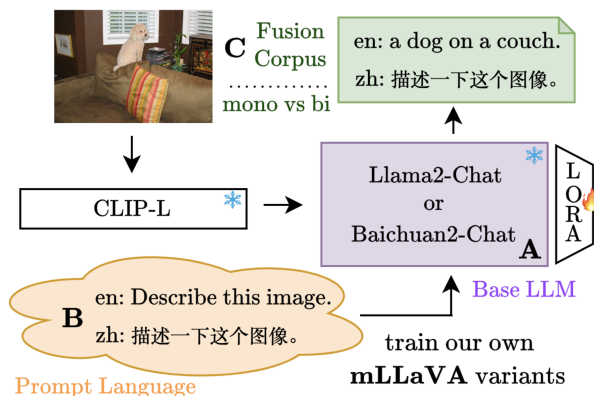 C Fusion
Corpus
mono vs bi
en: a dog on a couch.
zh: 描述一下这个图像。
CLIP-L
Llama2-Chat
or
Baichuan2-Chat
A
LORA
Base LLM
B
en: Describe this image.
zh: 描述一下这个图像。
Prompt Language
train our own
mLLaVA variants